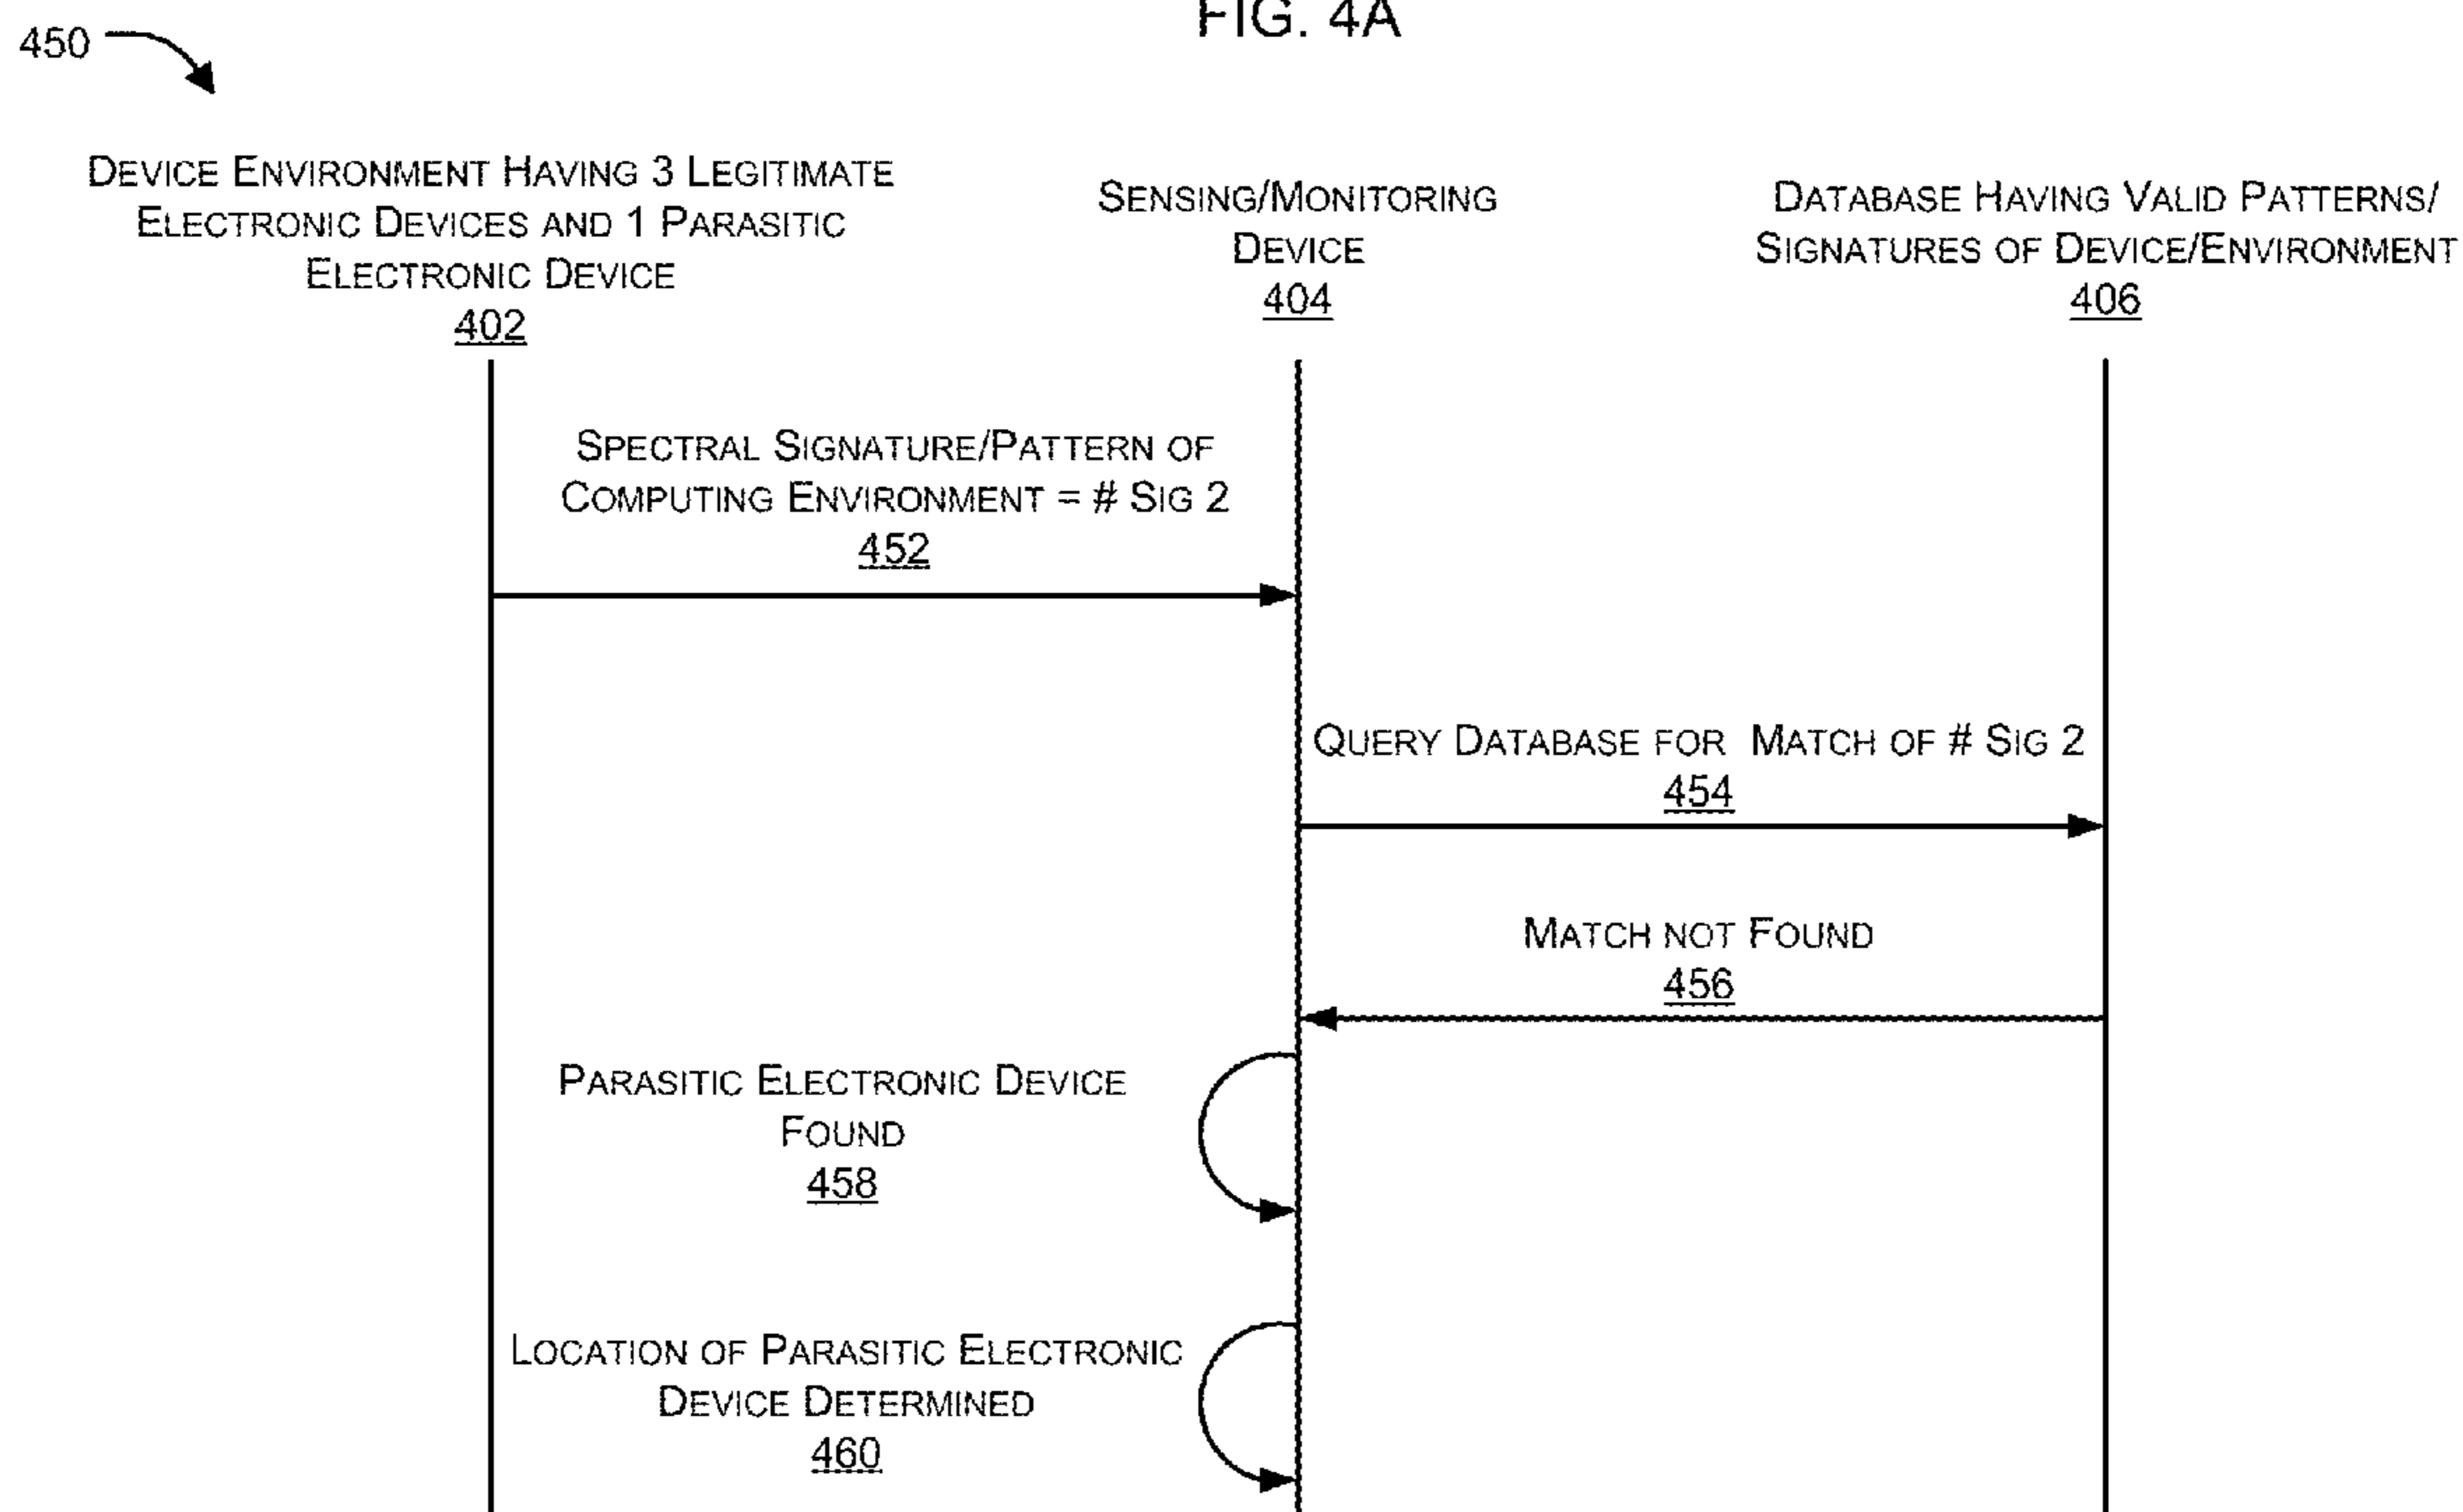 FIG. 4A
450
DEVICE ENVIRONMENT HAVING 3 LEGITIMATE
ELECTRONIC DEVICES AND 1 PARASITIC
ELECTRONIC DEVICE
402
SENSING/MONITORING
DEVICE
404
DATABASE HAVING VALID PATTERNS/
SIGNATURES OF DEVICE/ENVIRONMENT
406
SPECTRAL SIGNATURE/PATTERN OF
COMPUTING ENVIRONMENT = # SIG 2
452
QUERY DATABASE FOR MATCH OF # SIG 2
454
MATCH NOT FOUND
456
PARASITIC ELECTRONIC DEVICE
FOUND
458
LOCATION OF PARASITIC ELECTRONIC
DEVICE DETERMINED
460